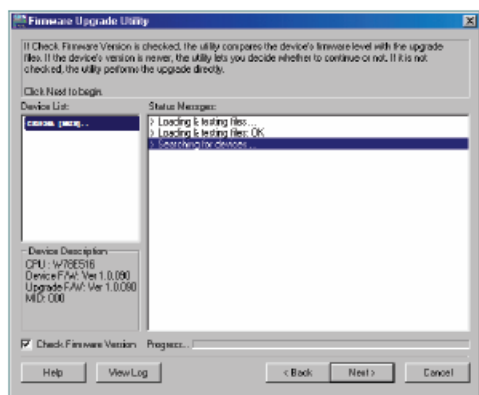 Firmware Upgrade Utility
If Check Firmware Version is checked, the utility compares the device's firmware level with the upgrade
files. If the device's version is newer, the utility lets you decide whether to continue or not. If it is not
checked, the utility performs the upgrade directly.
Click Next to begin.
Device List:
Status Messages:
> Loading & testing files...
> Loading & testing files: OK
> Searching for devices...
Device Description
CPU : W78E516
Device F/W: Ver 1.0.090
Upgrade F/W: Ver 1.0.090
MID: 000
Check Firmware Version
Progress...
Help
View Log
< Back
Next >
Cancel